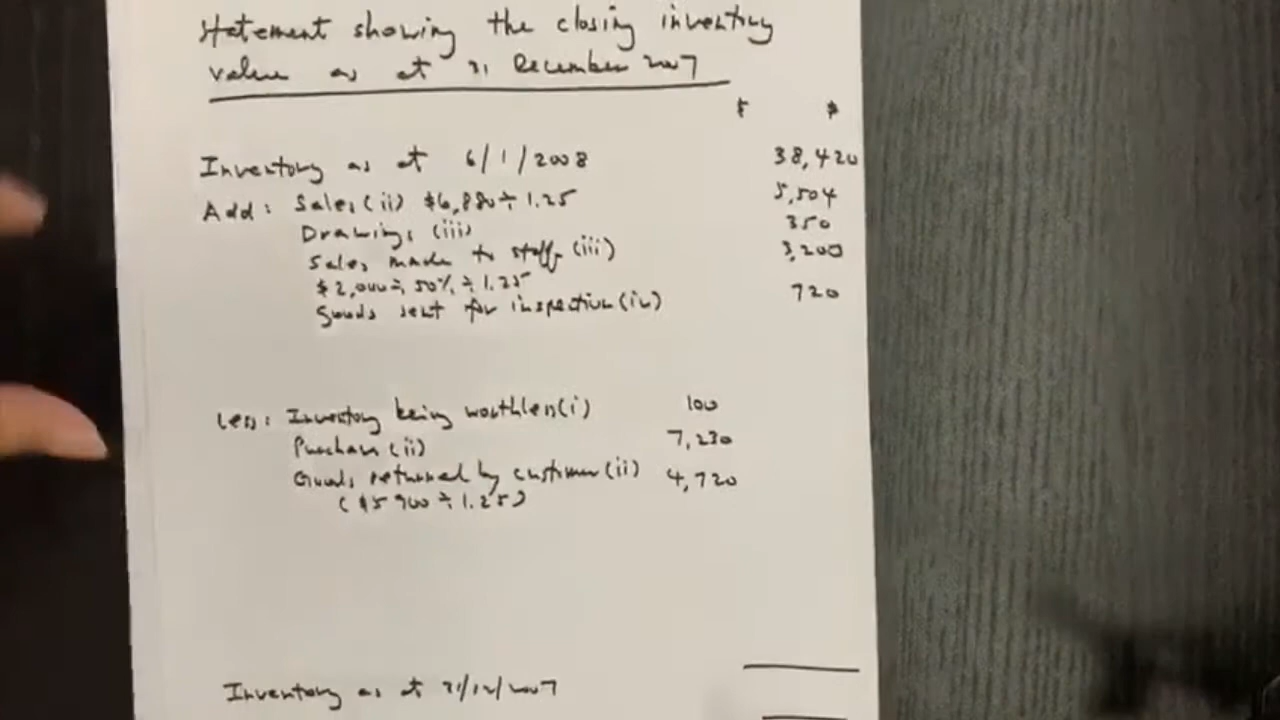 Statement showing the closing inventory
value as at 31 December 2007
$ $
Inventory as at 6/1/2008 38,420
Add: Sales (ii) $6,880 ÷ 1.25 5,504
Drawings (iii) 350
Sales made to staff (iii) 3,200
$2,000 ÷ 50% ÷ 1.25
Goods sent for inspection (iv) 720
Less: Inventory being worthless (i) 100
Purchases (ii) 7,230
Goods returned by customer (ii) 4,720
($5900 ÷ 1.25)
Inventory as at 31/12/2007